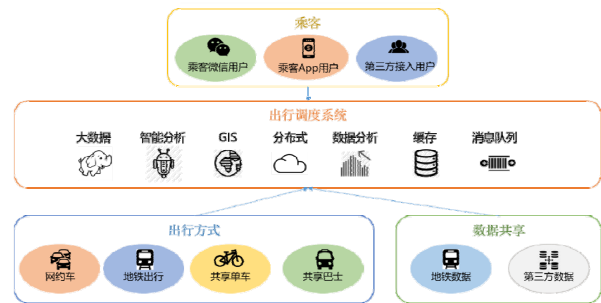 乘客
乘客微信用户
乘客App用户
第三方接入用户
出行调度系统
大数据
智能分析
GIS
分布式
数据分析
缓存
消息队列
出行方式
网约车
地铁出行
共享单车
共享巴士
数据共享
地铁数据
第三方数据